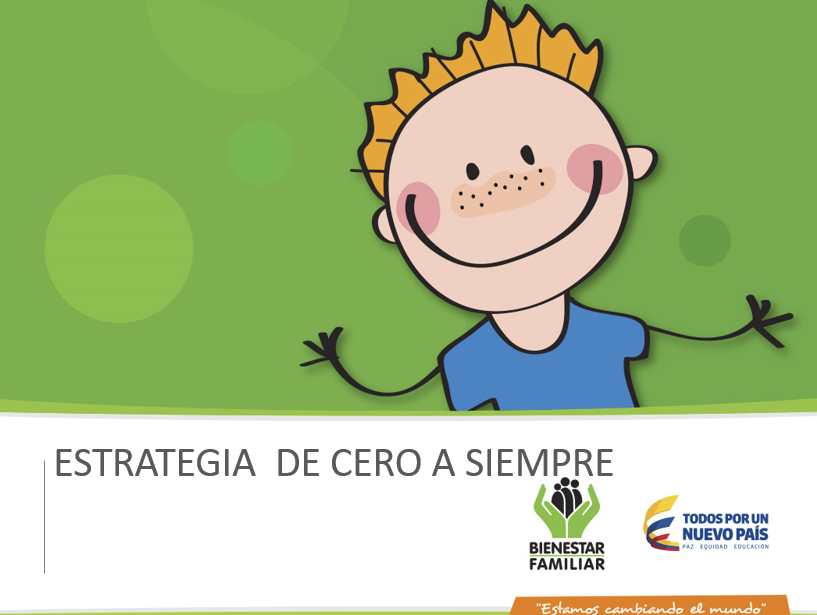 ESTRATEGIA DE CERO A SIEMPRE
BIENESTAR
FAMILIAR
TODOS POR UN
NUEVO PAÍS
PAZ EQUIDAD EDUCACIÓN
"Estamos cambiando el mundo"